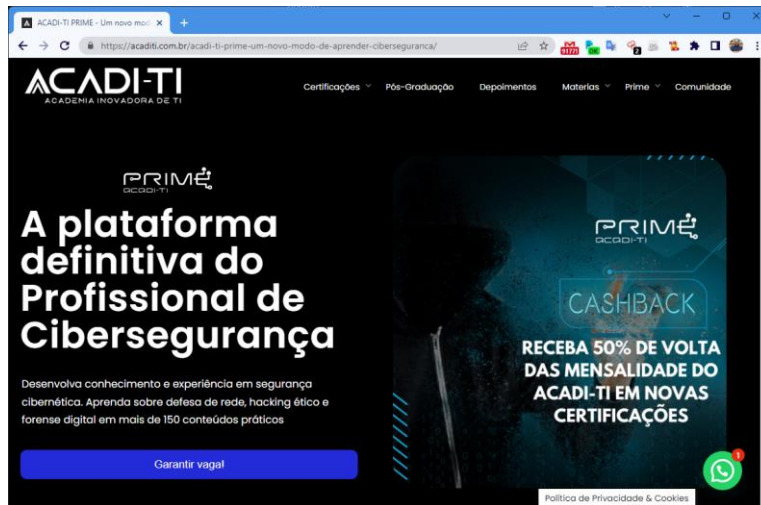 ACADI-TI PRIME - Um novo mod
https://acaditi.com.br/acadi-ti-prime-um-novo-modo-de-aprender-ciberseguranca/
91771
OK
2
ACADI-TI
ACADEMIA INOVADORA DE TI
Certificações
Pós-Graduação
Depoimentos
Materias
Prime
Comunidade
PRIME
ACADI-TI
A plataforma
definitiva do
Profissional de
Cibersegurança
Desenvolva conhecimento e experiência em segurança
cibernética. Aprenda sobre defesa de rede, hacking ético e
forense digital em mais de 150 conteúdos práticos
Garantir vaga!
PRIME
ACADI-TI
CASHBACK
RECEBA 50% DE VOLTA
DAS MENSALIDADE DO
ACADI-TI EM NOVAS
CERTIFICAÇÕES
1
Política de Privacidade & Cookies